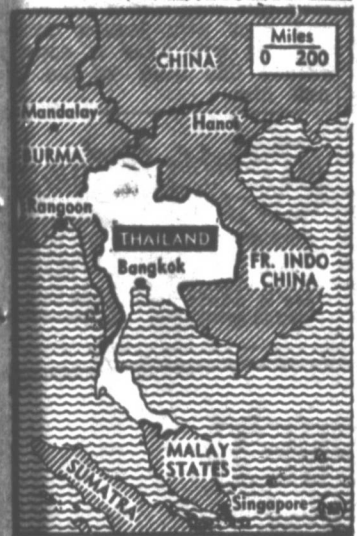 Miles
0 200
CHINA
Mandalay
Hanoi
BURMA
Rangoon
THAILAND
Bangkok
FR. INDO
CHINA
MALAY
STATES
SUMATRA
Singapore